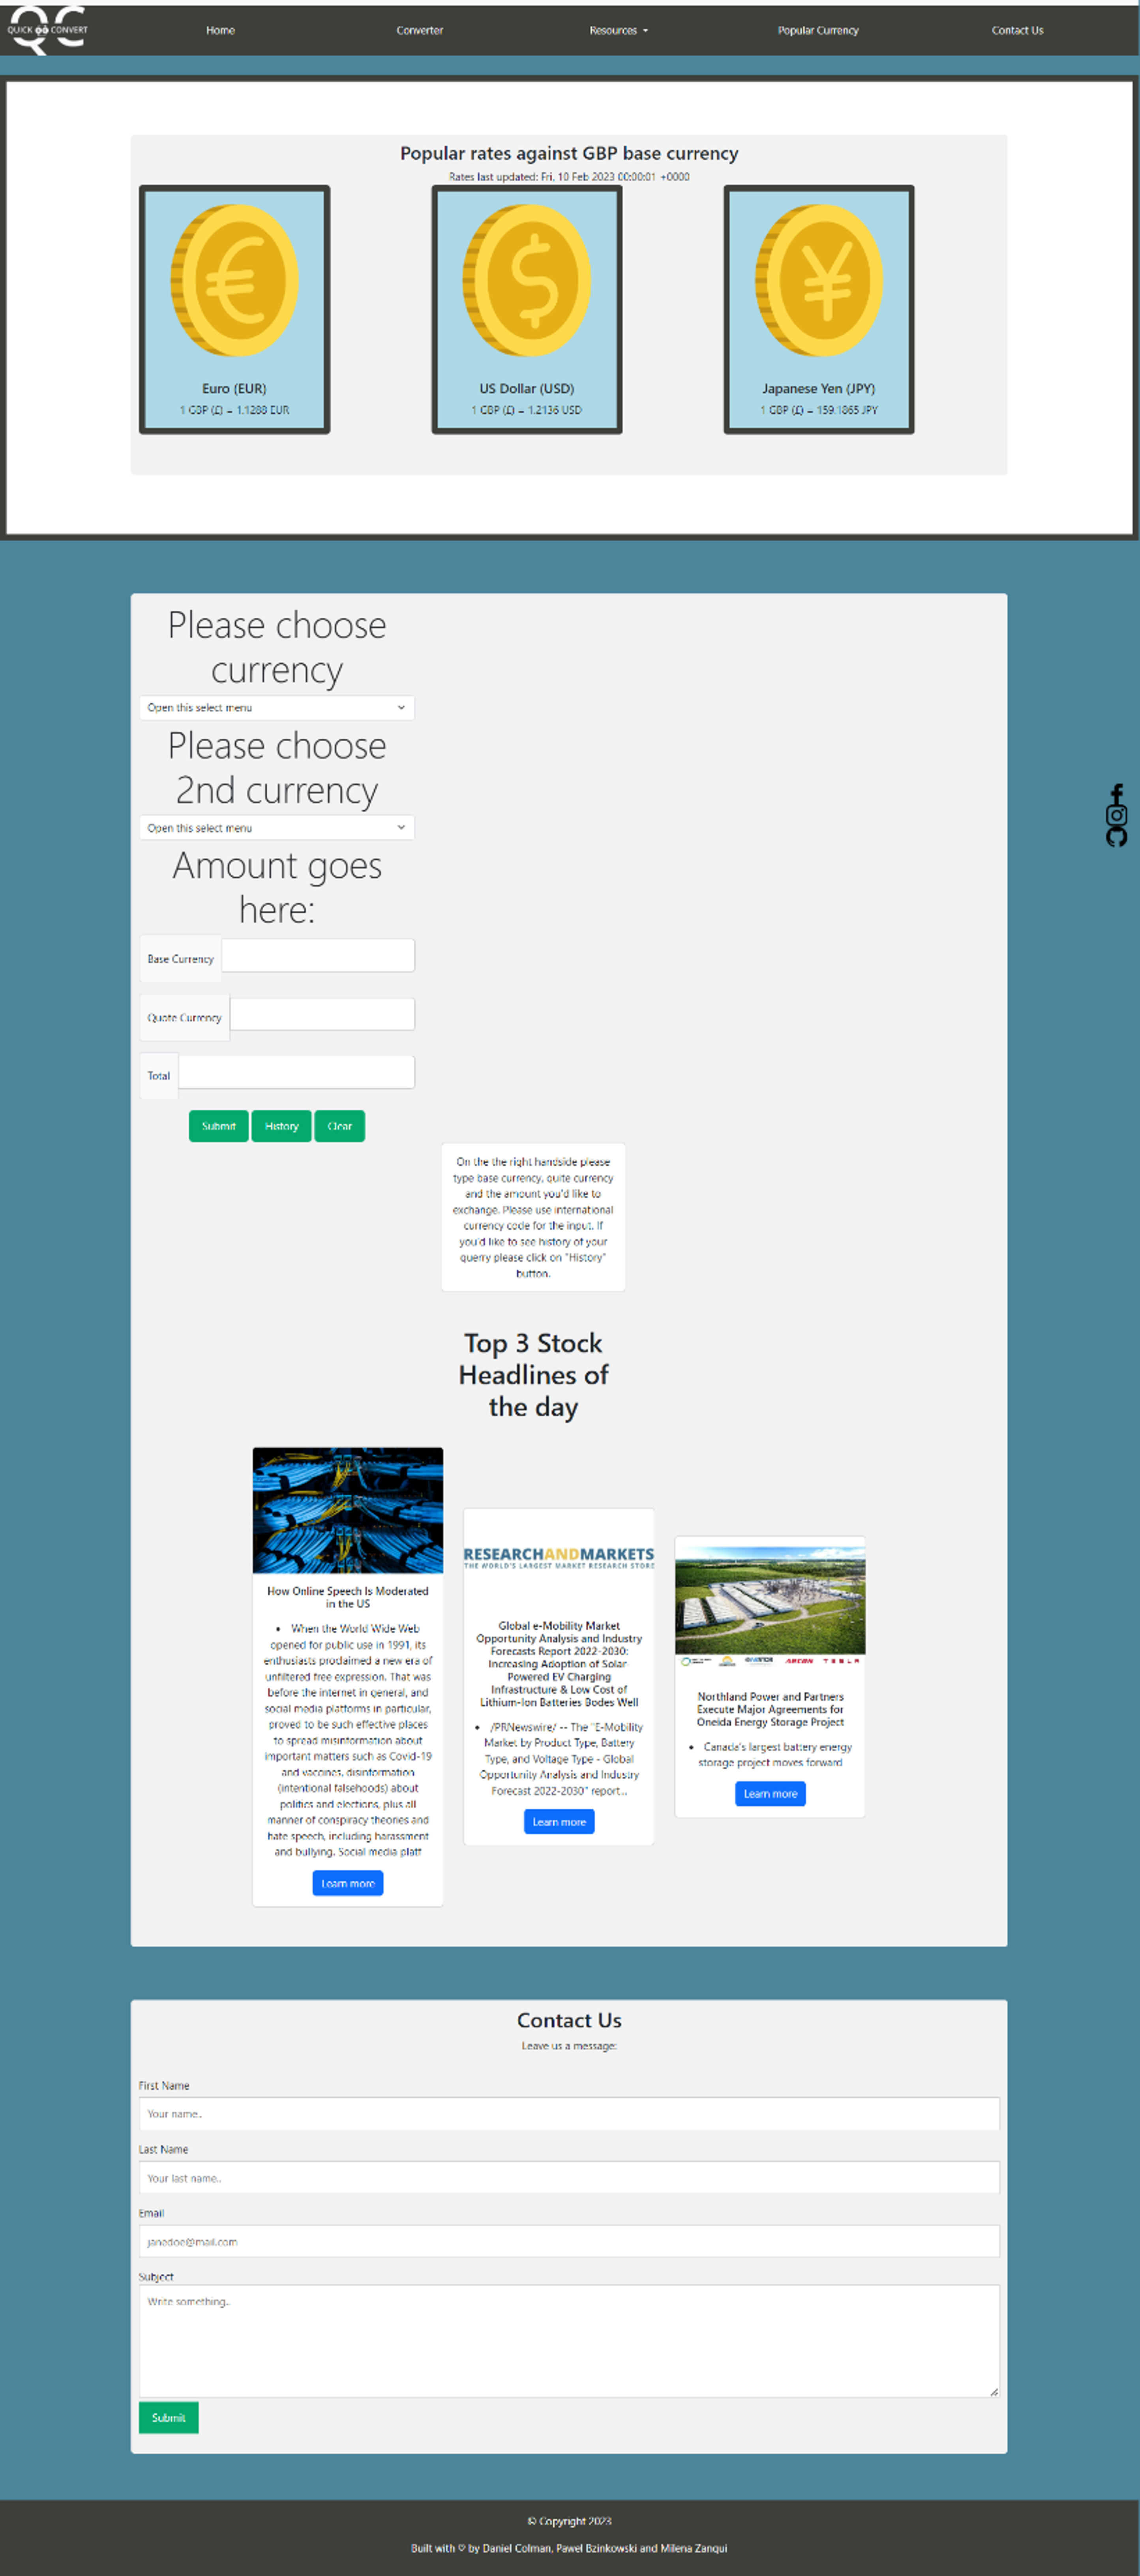 QC
QUICK CONVERT
Home
Converter
Resources
Popular Currency
Contact Us
Popular rates against GBP base currency
Rates last updated: Fri, 10 Feb 2023 00:00:01 +0000
€
$
¥
Euro (EUR)
1 GBP (£) = 1.1288 EUR
US Dollar (USD)
1 GBP (£) = 1.2136 USD
Japanese Yen (JPY)
1 GBP (£) = 159.1865 JPY
Please choose
currency
Open this select menu
Please choose
2nd currency
Open this select menu
Amount goes
here:
Base Currency
Quote Currency
Total
Submit
History
Clear
On the the right handside please
type base currency, quite currency
and the amount you'd like to
exchange. Please use international
currency code for the input. If
you'd like to see history of your
querry please click on "History"
button.
Top 3 Stock
Headlines of
the day
How Online Speech Is Moderated
in the US
• When the World Wide Web
opened for public use in 1991, its
enthusiasts proclaimed a new era of
unfiltered free expression. That was
before the internet in general, and
social media platforms in particular,
proved to be such effective places
to spread misinformation about
important matters such as Covid-19
and vaccines, disinformation
(intentional falsehoods) about
politics and elections, plus all
manner of conspiracy theories and
hate speech, including harassment
and bullying. Social media platf
Learn more
RESEARCHANDMARKETS
THE WORLD'S LARGEST MARKET RESEARCH STORE
Global e-Mobility Market
Opportunity Analysis and Industry
Forecasts Report 2022-2030:
Increasing Adoption of Solar
Powered EV Charging
Infrastructure & Low Cost of
Lithium-Ion Batteries Bodes Well
• /PRNewswire/ -- The "E-Mobility
Market by Product Type, Battery
Type, and Voltage Type - Global
Opportunity Analysis and Industry
Forecast 2022-2030" report...
Learn more
AECON
TESLA
Northland Power and Partners
Execute Major Agreements for
Oneida Energy Storage Project
• Canada's largest battery energy
storage project moves forward
Learn more
Contact Us
Leave us a message:
First Name
Your name..
Last Name
Your last name..
Email
janedoe@mail.com
Subject
Write something..
Submit
© Copyright 2023
Built with ♡ by Daniel Colman, Pawel Bzinkowski and Milena Zanqui